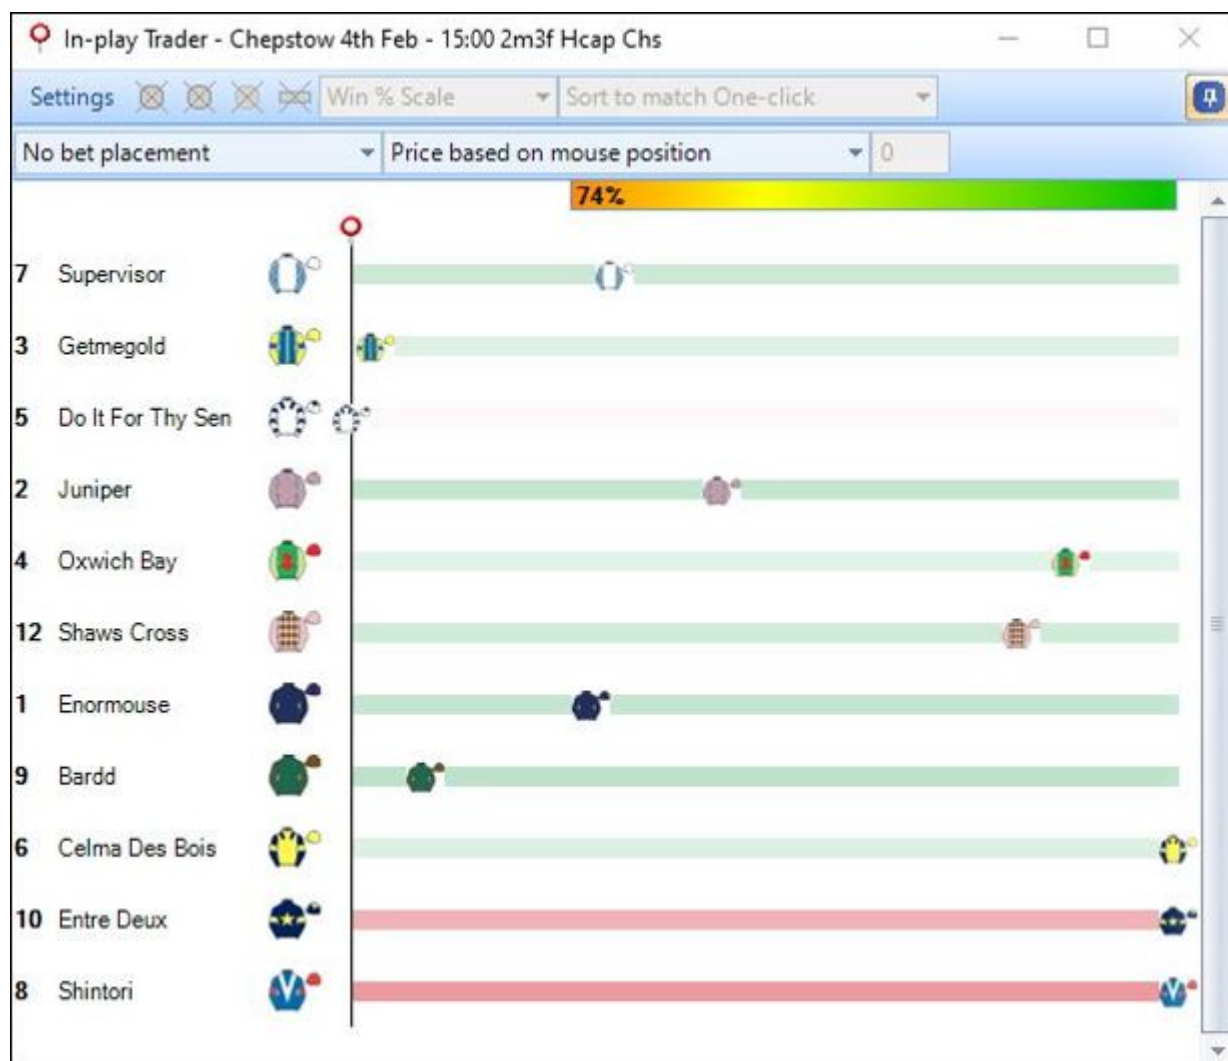 In-play Trader - Chepstow 4th Feb - 15:00 2m3f Hcap Chs
Settings Win % Scale Sort to match One-click
No bet placement Price based on mouse position 0
74%
7 Supervisor
3 Getmegold
5 Do It For Thy Sen
2 Juniper
4 Oxwich Bay
12 Shaws Cross
1 Enormouse
9 Bardd
6 Celma Des Bois
10 Entre Deux
8 Shintori